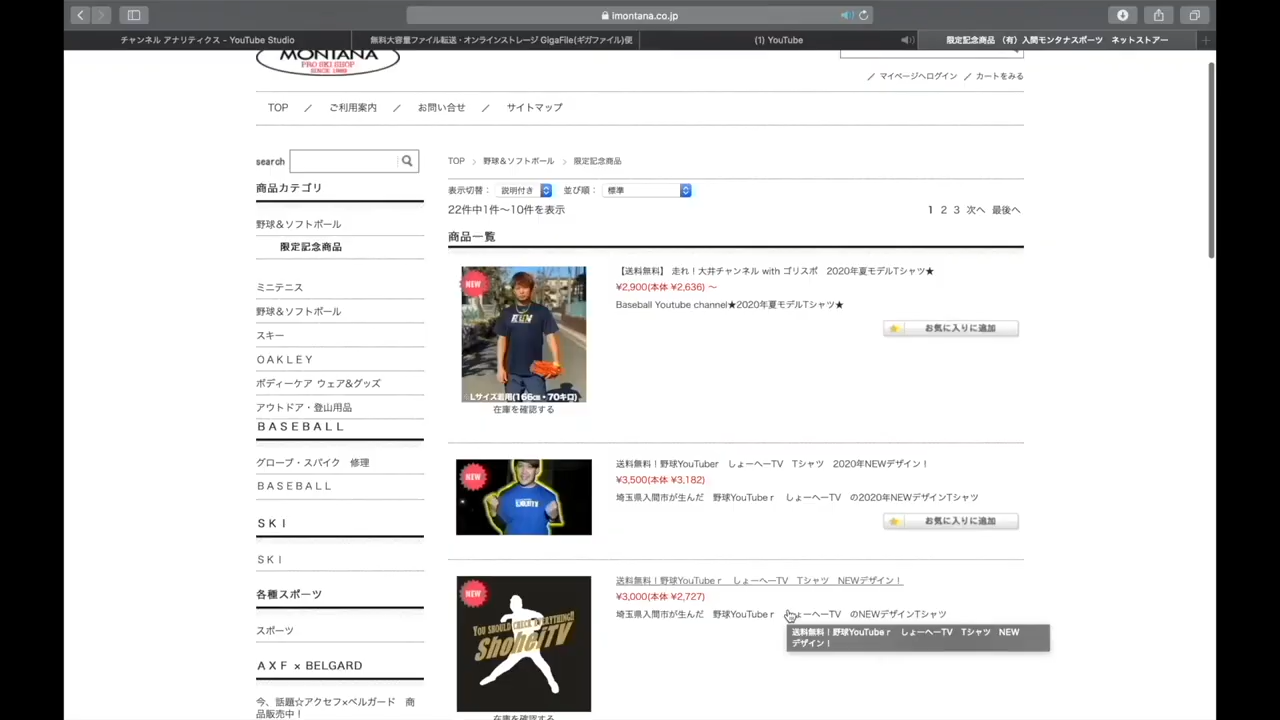 imontana.co.jp
チャンネル アナリティクス - YouTube Studio
無料大容量ファイル転送・オンラインストレージ GigaFile(ギガファイル)便
(1) YouTube
限定記念商品 （有）入間モンタナスポーツ　ネットストアー
MONTANA
PRO SKI SHOP
／ マイページへログイン ／ カートをみる
TOP ／ ご利用案内 ／ お問い合せ ／ サイトマップ
search
商品カテゴリ
野球＆ソフトボール
限定記念商品
ミニテニス
野球＆ソフトボール
スキー
ＯＡＫＬＥＹ
ボディーケア ウェア&グッズ
アウトドア・登山用品
ＢＡＳＥＢＡＬＬ
グローブ・スパイク　修理
ＢＡＳＥＢＡＬＬ
ＳＫＩ
ＳＫＩ
各種スポーツ
スポーツ
ＡＸＦ × BELGARD
今、話題☆アクセフ×ベルガード　商
品販売中！
TOP > 野球＆ソフトボール > 限定記念商品
表示切替： 説明付き 並び順： 標準
22件中1件～10件を表示
1 2 3 次へ 最後へ
商品一覧
NEW
RUN
Lサイズ着用(166㎝・70キロ)
在庫を確認する
【送料無料】 走れ！大井チャンネル with ゴリスポ　2020年夏モデルTシャツ★
¥2,900(本体 ¥2,636) ～
Baseball Youtube channel★2020年夏モデルTシャツ★
お気に入りに追加
NEW
送料無料！野球YouTuber　しょーへーTV　Tシャツ　2020年NEWデザイン！
¥3,500(本体 ¥3,182)
埼玉県入間市が生んだ　野球YouTubeｒ　しょーへーTV　の2020年NEWデザインTシャツ
お気に入りに追加
NEW
YOU SHOULD CHECK EVERYTHING!!
ShoheiTV
在庫を確認する
送料無料！野球YouTubeｒ　しょーへーTV　Tシャツ　NEWデザイン！
¥3,000(本体 ¥2,727)
埼玉県入間市が生んだ　野球YouTubeｒ　しょーへーTV　のNEWデザインTシャツ
送料無料！野球YouTubeｒ　しょーへーTV　Tシャツ　NEW
デザイン！